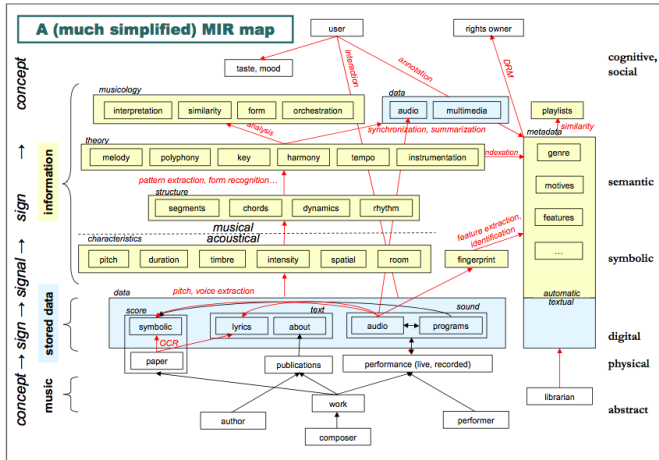 A (much simplified) MIR map
user
rights owner
cognitive,
social
taste, mood
interaction
annotation
DRM
concept → sign → signal → sign → concept
information
stored data
music
musicology
interpretation
similarity
form
orchestration
data
audio
multimedia
playlists
similarity
metadata
analysis
synchronization, summarization
theory
melody
polyphony
key
harmony
tempo
instrumentation
indexation
genre
motives
features
...
semantic
pattern extraction, form recognition…
structure
segments
chords
dynamics
rhythm
musical
acoustical
characteristics
pitch
duration
timbre
intensity
spatial
room
feature extraction,
identification
fingerprint
symbolic
automatic
textual
pitch, voice extraction
data
score
symbolic
text
lyrics
about
sound
audio
programs
digital
OCR
paper
publications
performance (live, recorded)
physical
work
author
performer
composer
librarian
abstract